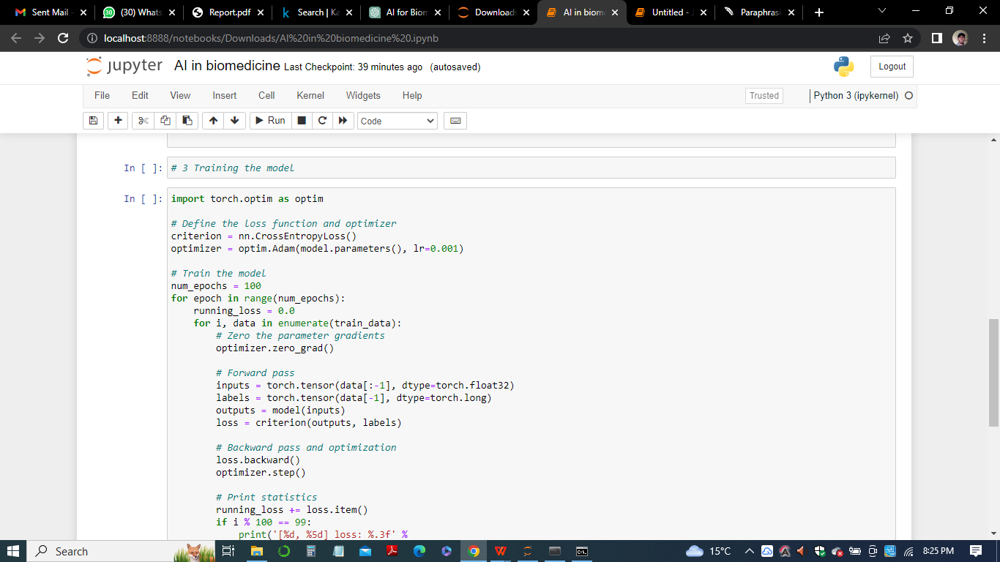 Sent Mail
(30) Whats
Report.pdf
Search | Ka
AI for Biom
Download
AI in biom
Untitled -
Paraphrasi
localhost:8888/notebooks/Downloads/AI%20in%20biomedicine%20.ipynb
jupyter AI in biomedicine Last Checkpoint: 39 minutes ago (autosaved)
Logout
File Edit View Insert Cell Kernel Widgets Help
Trusted
Python 3 (ipykernel)
Run
Code
In [ ]: # 3 Training the model
In [ ]: import torch.optim as optim
# Define the loss function and optimizer
criterion = nn.CrossEntropyLoss()
optimizer = optim.Adam(model.parameters(), lr=0.001)
# Train the model
num_epochs = 100
for epoch in range(num_epochs):
    running_loss = 0.0
    for i, data in enumerate(train_data):
        # Zero the parameter gradients
        optimizer.zero_grad()
        # Forward pass
        inputs = torch.tensor(data[:-1], dtype=torch.float32)
        labels = torch.tensor(data[-1], dtype=torch.long)
        outputs = model(inputs)
        loss = criterion(outputs, labels)
        # Backward pass and optimization
        loss.backward()
        optimizer.step()
        # Print statistics
        running_loss += loss.item()
        if i % 100 == 99:
            print('[%d, %5d] loss: %.3f' %
Search
15°C
8:25 PM